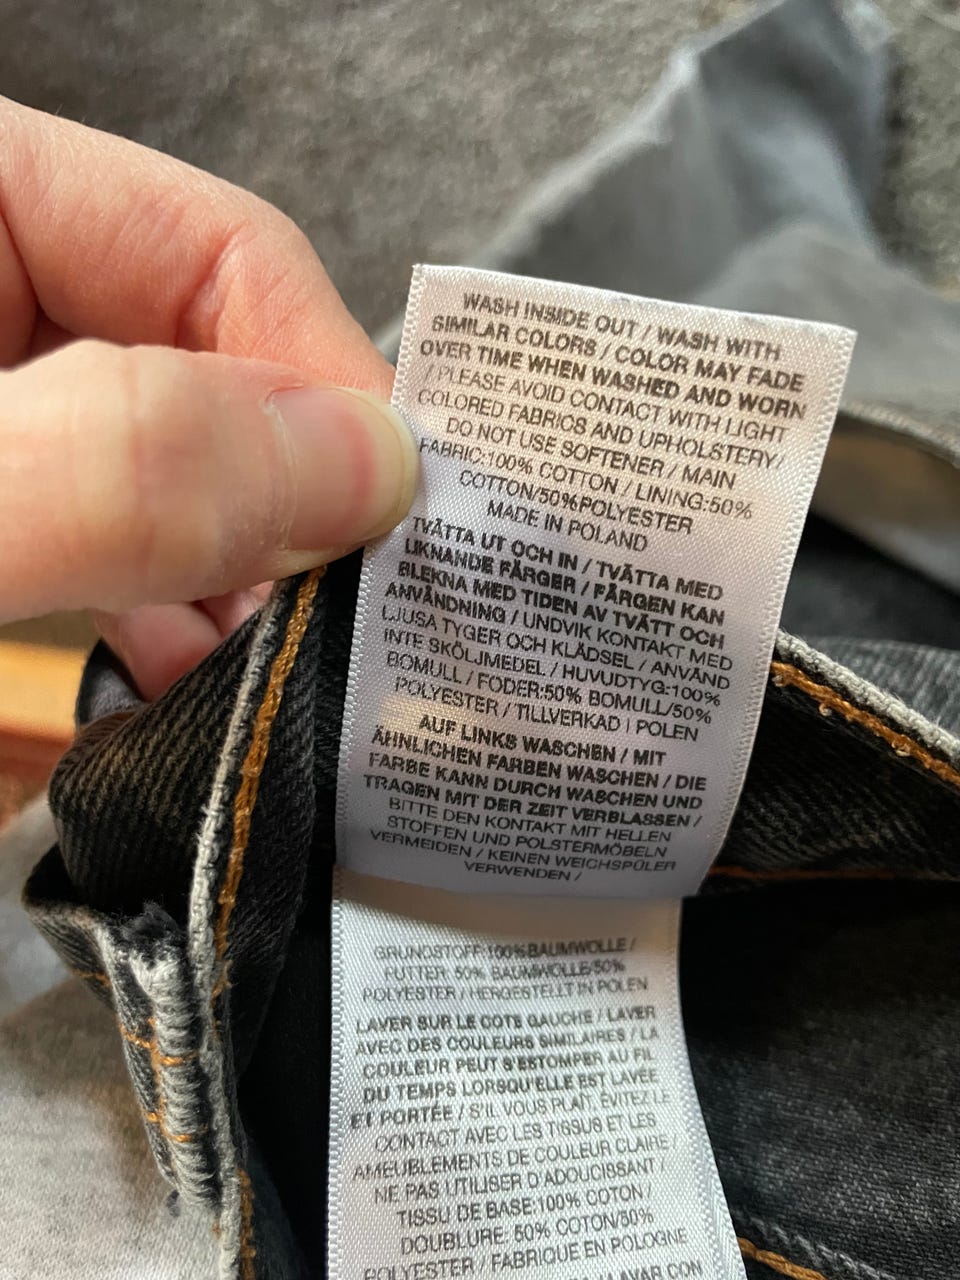 WASH INSIDE OUT / WASH WITH
SIMILAR COLORS / COLOR MAY FADE
OVER TIME WHEN WASHED AND WORN
/ PLEASE AVOID CONTACT WITH LIGHT
COLORED FABRICS AND UPHOLSTERY/
DO NOT USE SOFTENER / MAIN
FABRIC:100% COTTON / LINING:50%
COTTON/50%POLYESTER
MADE IN POLAND
TVÄTTA UT OCH IN / TVÄTTA MED
LIKNANDE FÄRGER / FÄRGEN KAN
BLEKNA MED TIDEN AV TVÄTT OCH
ANVÄNDNING / UNDVIK KONTAKT MED
LJUSA TYGER OCH KLÄDSEL / ANVÄND
INTE SKÖLJMEDEL / HUVUDTYG:100%
BOMULL / FODER:50% BOMULL/50%
POLYESTER / TILLVERKAD I POLEN
AUF LINKS WASCHEN / MIT
ÄHNLICHEN FARBEN WASCHEN / DIE
FARBE KANN DURCH WASCHEN UND
TRAGEN MIT DER ZEIT VERBLASSEN /
BITTE DEN KONTAKT MIT HELLEN
STOFFEN UND POLSTERMÖBELN
VERMEIDEN / KEINEN WEICHSPÜLER
VERWENDEN /
GRUNDSTOFF:100%BAUMWOLLE /
FUTTER: 50% BAUMWOLLE/50%
POLYESTER / HERGESTELLT IN POLEN
LAVER SUR LE COTE GAUCHE / LAVER
AVEC DES COULEURS SIMILAIRES / LA
COULEUR PEUT S'ESTOMPER AU FIL
DU TEMPS LORSQU'ELLE EST LAVÉE
ET PORTÉE / S'IL VOUS PLAÎT ÉVITEZ LE
CONTACT AVEC LES TISSUS ET LES
AMEUBLEMENTS DE COULEUR CLAIRE /
NE PAS UTILISER D'ADOUCISSANT /
TISSU DE BASE:100% COTON /
DOUBLURE: 50% COTON/50%
POLYESTER / FABRIQUE EN POLOGNE
LAVAR CON